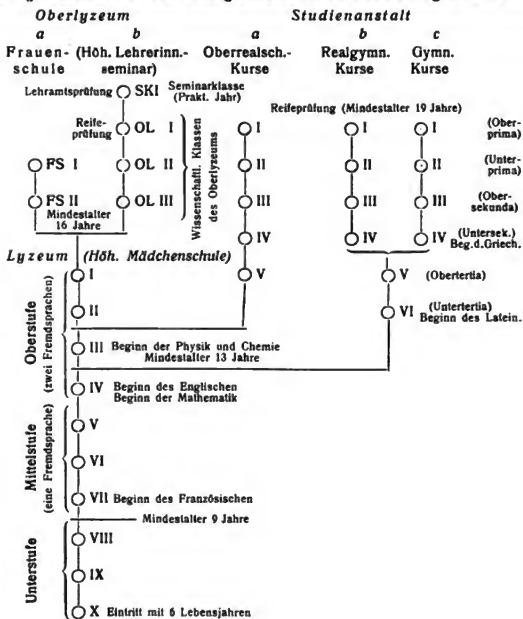 Oberlyzeum Studienanstalt
a b a b c
Frauen- (Höh. Lehrerinn.- Oberrealsch.- Realgymn. Gymn.
schule seminar) Kurse Kurse Kurse
Lehramtsprüfung SKI Seminarklasse
(Prakt. Jahr)
Reifeprüfung (Mindestalter 19 Jahre)
Reife- OL I I I I (Ober-
prüfung prima)
FS I OL II II II II (Unter-
prima)
FS II OL III III III III (Ober-
sekunda)
Mindestalter
16 Jahre
Wissenschaftl. Klassen
des Oberlyzeums
IV IV IV (Untersek.)
Beg.d.Griech.
Lyzeum (Höh. Mädchenschule)
I V V (Obertertia)
II VI (Untertertia)
Beginn des Latein.
III Beginn der Physik und Chemie
Mindestalter 13 Jahre
Oberstufe
(zwei Fremdsprachen)
IV Beginn des Englischen
Beginn der Mathematik
V
VI
Mittelstufe
(eine Fremdsprache)
VII Beginn des Französischen
Mindestalter 9 Jahre
VIII
IX
Unterstufe
X Eintritt mit 6 Lebensjahren